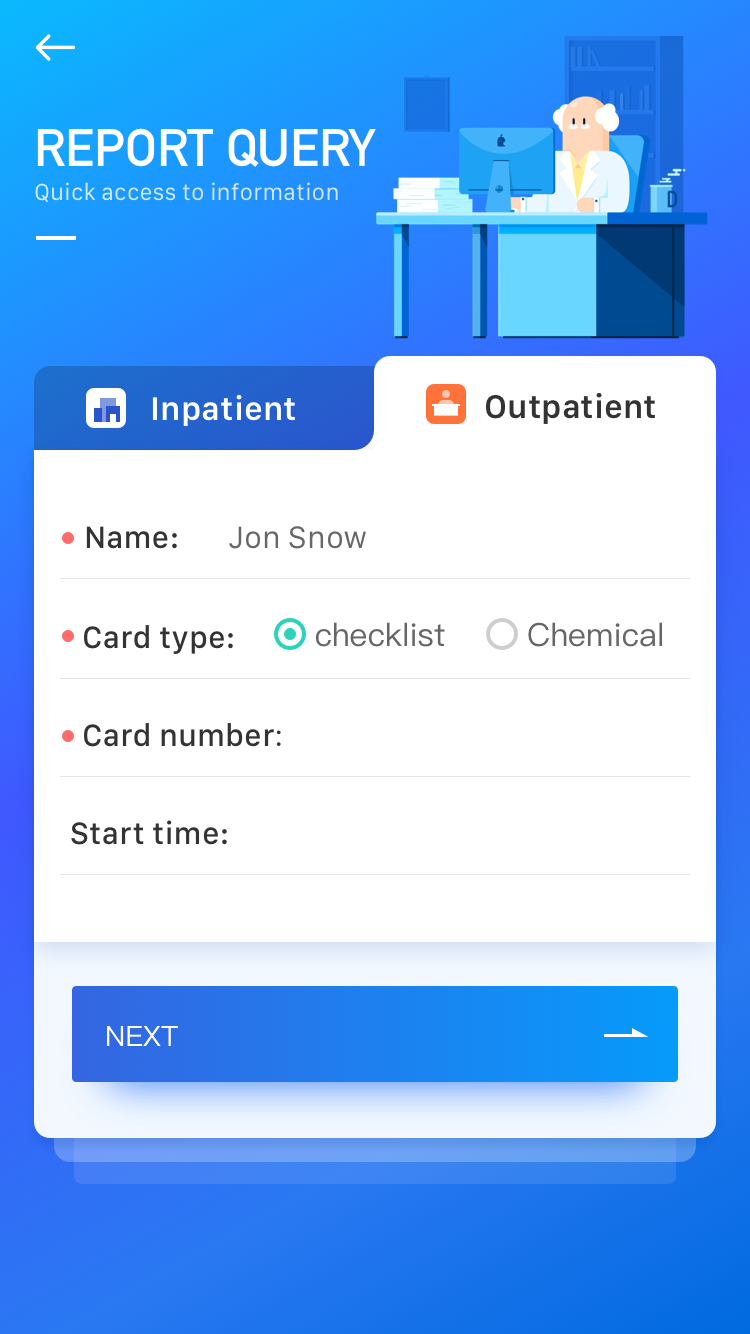 REPORT QUERY
Quick access to information
Inpatient
Outpatient
Name: Jon Snow
Card type: checklist Chemical
Card number:
Start time:
NEXT